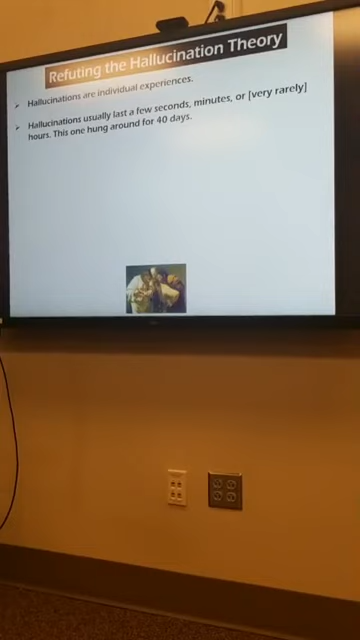 Refuting the Hallucination Theory
➢ Hallucinations are individual experiences.
➢ Hallucinations usually last a few seconds, minutes, or [very rarely]
hours. This one hung around for 40 days.